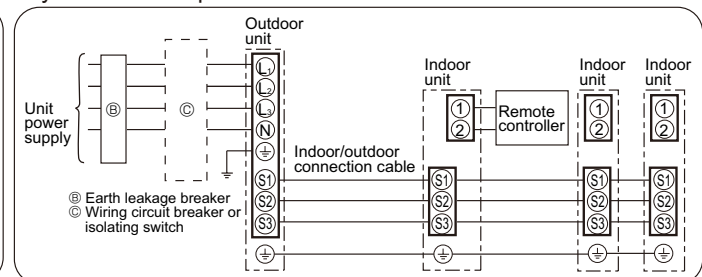 Outdoor
unit
Indoor
unit
Indoor
unit
Indoor
unit
L1
L2
L3
N
Unit
power
supply
Ⓑ
Ⓒ
1
2
Remote
controller
1
2
1
2
Indoor/outdoor
connection cable
S1
S2
S3
S1
S2
S3
S1
S2
S3
S1
S2
S3
Ⓑ Earth leakage breaker
Ⓒ Wiring circuit breaker or
isolating switch